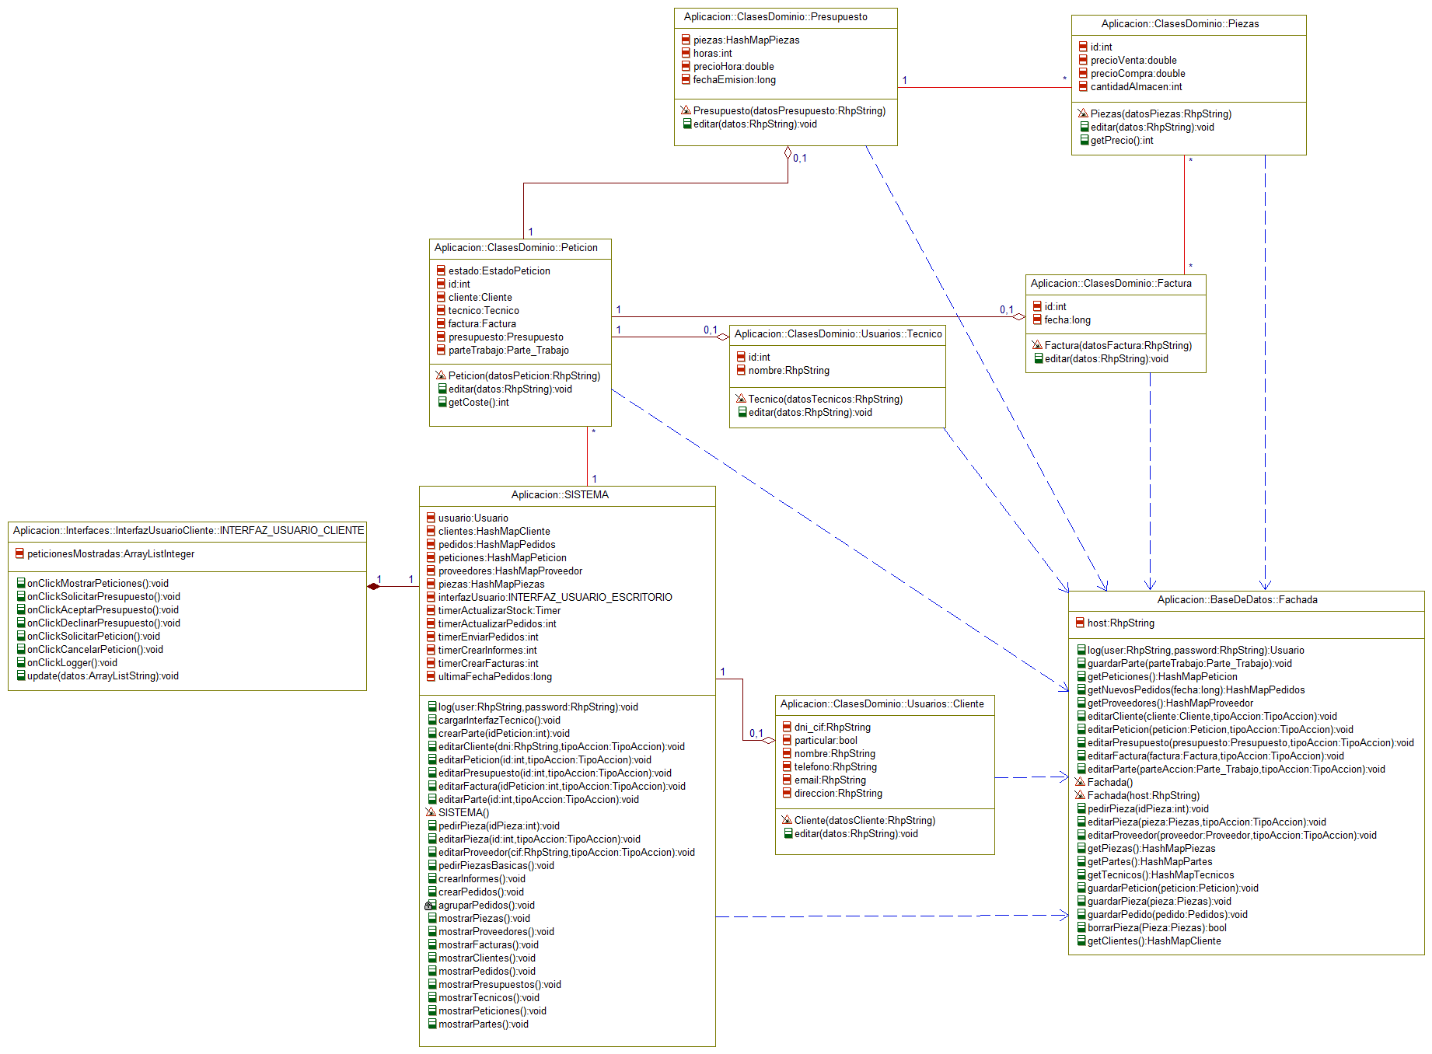 Aplicacion::ClasesDominio::Presupuesto
piezas:HashMapPiezas
horas:int
precioHora:double
fechaEmision:long
Presupuesto(datosPresupuesto:RhpString)
editar(datos:RhpString):void
1
*
0,1
Aplicacion::ClasesDominio::Piezas
id:int
precioVenta:double
precioCompra:double
cantidadAlmacen:int
Piezas(datosPiezas:RhpString)
editar(datos:RhpString):void
getPrecio():int
*
*
1
Aplicacion::ClasesDominio::Peticion
estado:EstadoPeticion
id:int
cliente:Cliente
tecnico:Tecnico
factura:Factura
presupuesto:Presupuesto
parteTrabajo:Parte_Trabajo
Peticion(datosPeticion:RhpString)
editar(datos:RhpString):void
getCoste():int
1
0,1
1
0,1
*
1
Aplicacion::ClasesDominio::Factura
id:int
fecha:long
Factura(datosFactura:RhpString)
editar(datos:RhpString):void
Aplicacion::ClasesDominio::Usuarios::Tecnico
id:int
nombre:RhpString
Tecnico(datosTecnicos:RhpString)
editar(datos:RhpString):void
Aplicacion::Interfaces::InterfazUsuarioCliente::INTERFAZ_USUARIO_CLIENTE
peticionesMostradas:ArrayListInteger
onClickMostrarPeticiones():void
onClickSolicitarPresupuesto():void
onClickAceptarPresupuesto():void
onClickDeclinarPresupuesto():void
onClickSolicitarPeticion():void
onClickCancelarPeticion():void
onClickLogger():void
update(datos:ArrayListString):void
1
1
Aplicacion::SISTEMA
usuario:Usuario
clientes:HashMapCliente
pedidos:HashMapPedidos
peticiones:HashMapPeticion
proveedores:HashMapProveedor
piezas:HashMapPiezas
interfazUsuario:INTERFAZ_USUARIO_ESCRITORIO
timerActualizarStock:Timer
timerActualizarPedidos:int
timerEnviarPedidos:int
timerCrearInformes:int
timerCrearFacturas:int
ultimaFechaPedidos:long
log(user:RhpString,password:RhpString):void
cargarInterfazTecnico():void
crearParte(idPeticion:int):void
editarCliente(dni:RhpString,tipoAccion:TipoAccion):void
editarPeticion(id:int,tipoAccion:TipoAccion):void
editarPresupuesto(id:int,tipoAccion:TipoAccion):void
editarFactura(idPeticion:int,tipoAccion:TipoAccion):void
editarParte(id:int,tipoAccion:TipoAccion):void
SISTEMA()
pedirPieza(idPieza:int):void
editarPieza(id:int,tipoAccion:TipoAccion):void
editarProveedor(cif:RhpString,tipoAccion:TipoAccion):void
pedirPiezasBasicas():void
crearInformes():void
crearPedidos():void
agruparPedidos():void
mostrarPiezas():void
mostrarProveedores():void
mostrarFacturas():void
mostrarClientes():void
mostrarPedidos():void
mostrarPresupuestos():void
mostrarTecnicos():void
mostrarPeticiones():void
mostrarPartes():void
1
0,1
Aplicacion::ClasesDominio::Usuarios::Cliente
dni_cif:RhpString
particular:bool
nombre:RhpString
telefono:RhpString
email:RhpString
direccion:RhpString
Cliente(datosCliente:RhpString)
editar(datos:RhpString):void
Aplicacion::BaseDeDatos::Fachada
host:RhpString
log(user:RhpString,password:RhpString):Usuario
guardarParte(parteTrabajo:Parte_Trabajo):void
getPeticiones():HashMapPeticion
getNuevosPedidos(fecha:long):HashMapPedidos
getProveedores():HashMapProveedor
editarCliente(cliente:Cliente,tipoAccion:TipoAccion):void
editarPeticion(peticion:Peticion,tipoAccion:TipoAccion):void
editarPresupuesto(presupuesto:Presupuesto,tipoAccion:TipoAccion):void
editarFactura(factura:Factura,tipoAccion:TipoAccion):void
editarParte(parteAccion:Parte_Trabajo,tipoAccion:TipoAccion):void
Fachada()
Fachada(host:RhpString)
pedirPieza(idPieza:int):void
editarPieza(pieza:Piezas,tipoAccion:TipoAccion):void
editarProveedor(proveedor:Proveedor,tipoAccion:TipoAccion):void
getPiezas():HashMapPiezas
getPartes():HashMapPartes
getTecnicos():HashMapTecnicos
guardarPeticion(peticion:Peticion):void
guardarPieza(pieza:Piezas):void
guardarPedido(pedido:Pedidos):void
borrarPieza(Pieza:Piezas):bool
getClientes():HashMapCliente